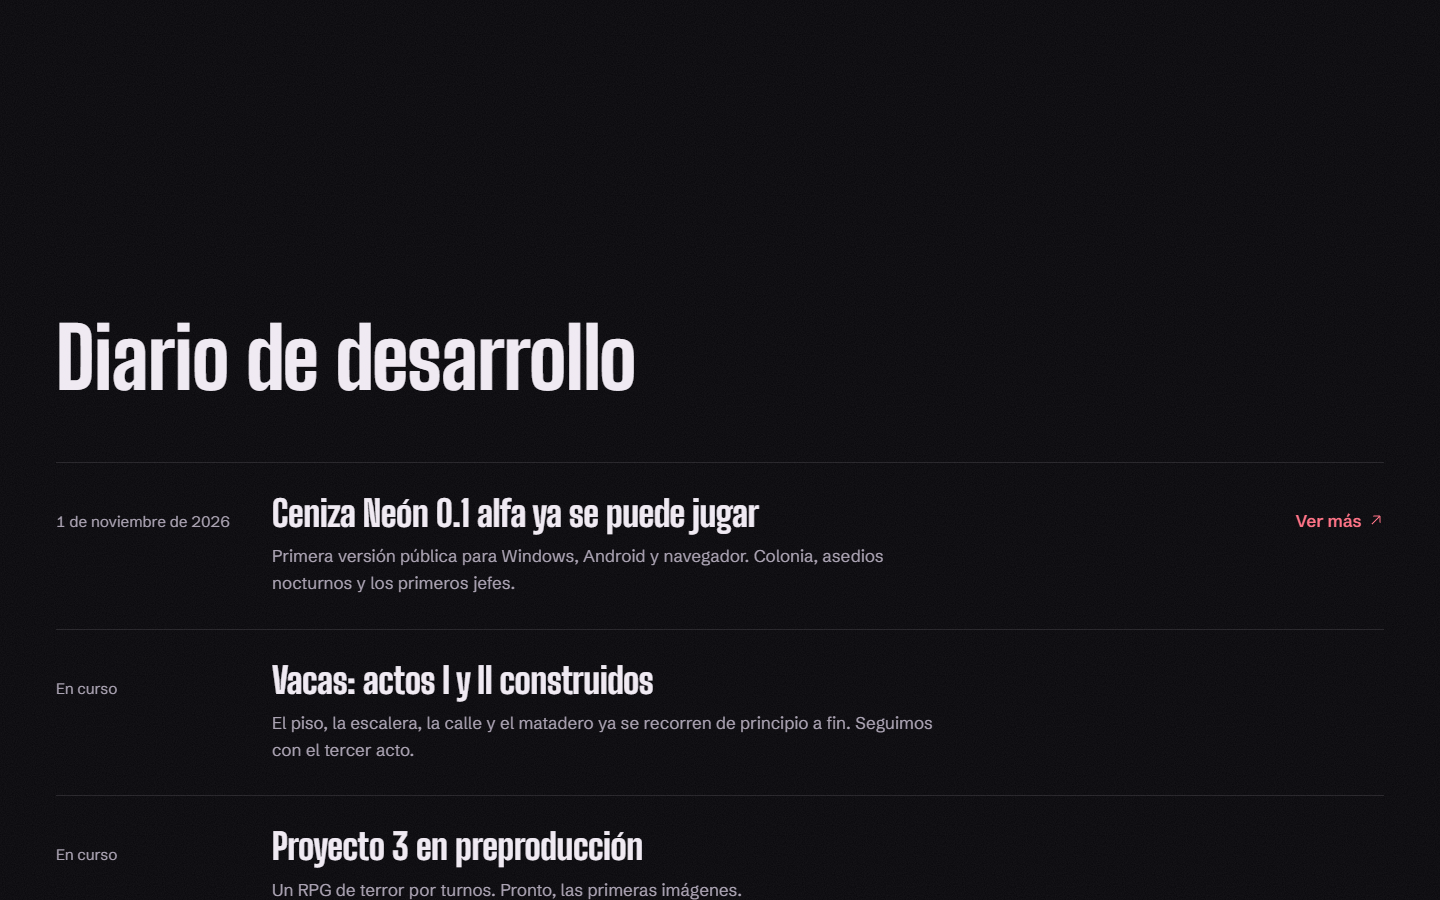 Diario de desarrollo
1 de noviembre de 2026
Ceniza Neón 0.1 alfa ya se puede jugar
Ver más ↗
Primera versión pública para Windows, Android y navegador. Colonia, asedios
nocturnos y los primeros jefes.
En curso
Vacas: actos I y II construidos
El piso, la escalera, la calle y el matadero ya se recorren de principio a fin. Seguimos
con el tercer acto.
En curso
Proyecto 3 en preproducción
Un RPG de terror por turnos. Pronto, las primeras imágenes.